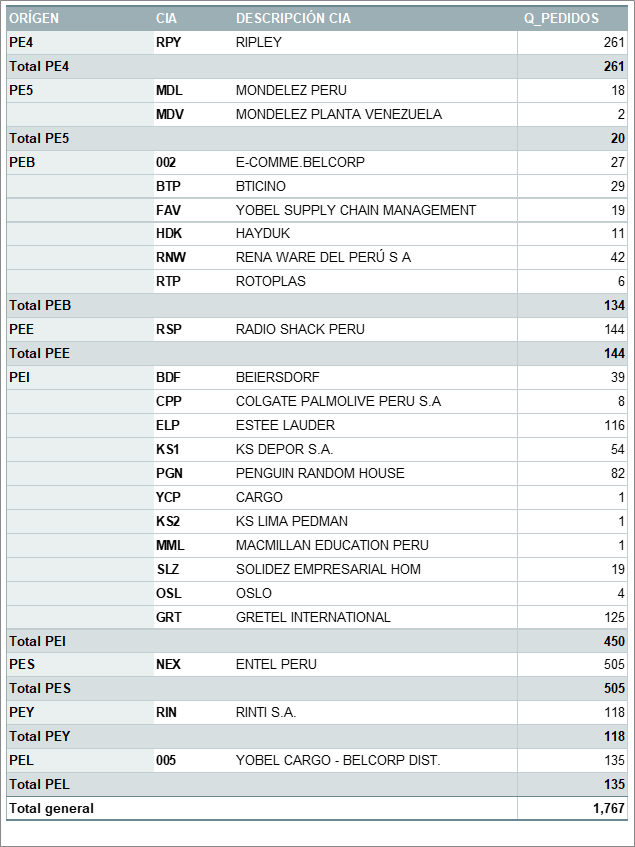 ORÍGEN CIA DESCRIPCIÓN CIA Q_PEDIDOS
PE4 RPY RIPLEY 261
Total PE4 261
PE5 MDL MONDELEZ PERU 18
MDV MONDELEZ PLANTA VENEZUELA 2
Total PE5 20
PEB 002 E-COMME.BELCORP 27
BTP BTICINO 29
FAV YOBEL SUPPLY CHAIN MANAGEMENT 19
HDK HAYDUK 11
RNW RENA WARE DEL PERÚ S A 42
RTP ROTOPLAS 6
Total PEB 134
PEE RSP RADIO SHACK PERU 144
Total PEE 144
PEI BDF BEIERSDORF 39
CPP COLGATE PALMOLIVE PERU S.A 8
ELP ESTEE LAUDER 116
KS1 KS DEPOR S.A. 54
PGN PENGUIN RANDOM HOUSE 82
YCP CARGO 1
KS2 KS LIMA PEDMAN 1
MML MACMILLAN EDUCATION PERU 1
SLZ SOLIDEZ EMPRESARIAL HOM 19
OSL OSLO 4
GRT GRETEL INTERNATIONAL 125
Total PEI 450
PES NEX ENTEL PERU 505
Total PES 505
PEY RIN RINTI S.A. 118
Total PEY 118
PEL 005 YOBEL CARGO - BELCORP DIST. 135
Total PEL 135
Total general 1,767